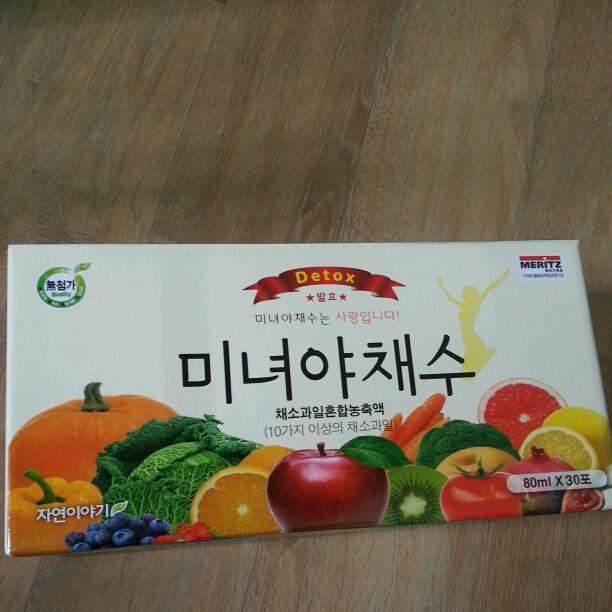 無첨가
Quality
Detox
★발효★
MERITZ
미녀야채수는 사랑입니다!
미녀야채수
채소과일혼합농축액
(10가지 이상의 채소과일)
80ml X 30포
자연이야기